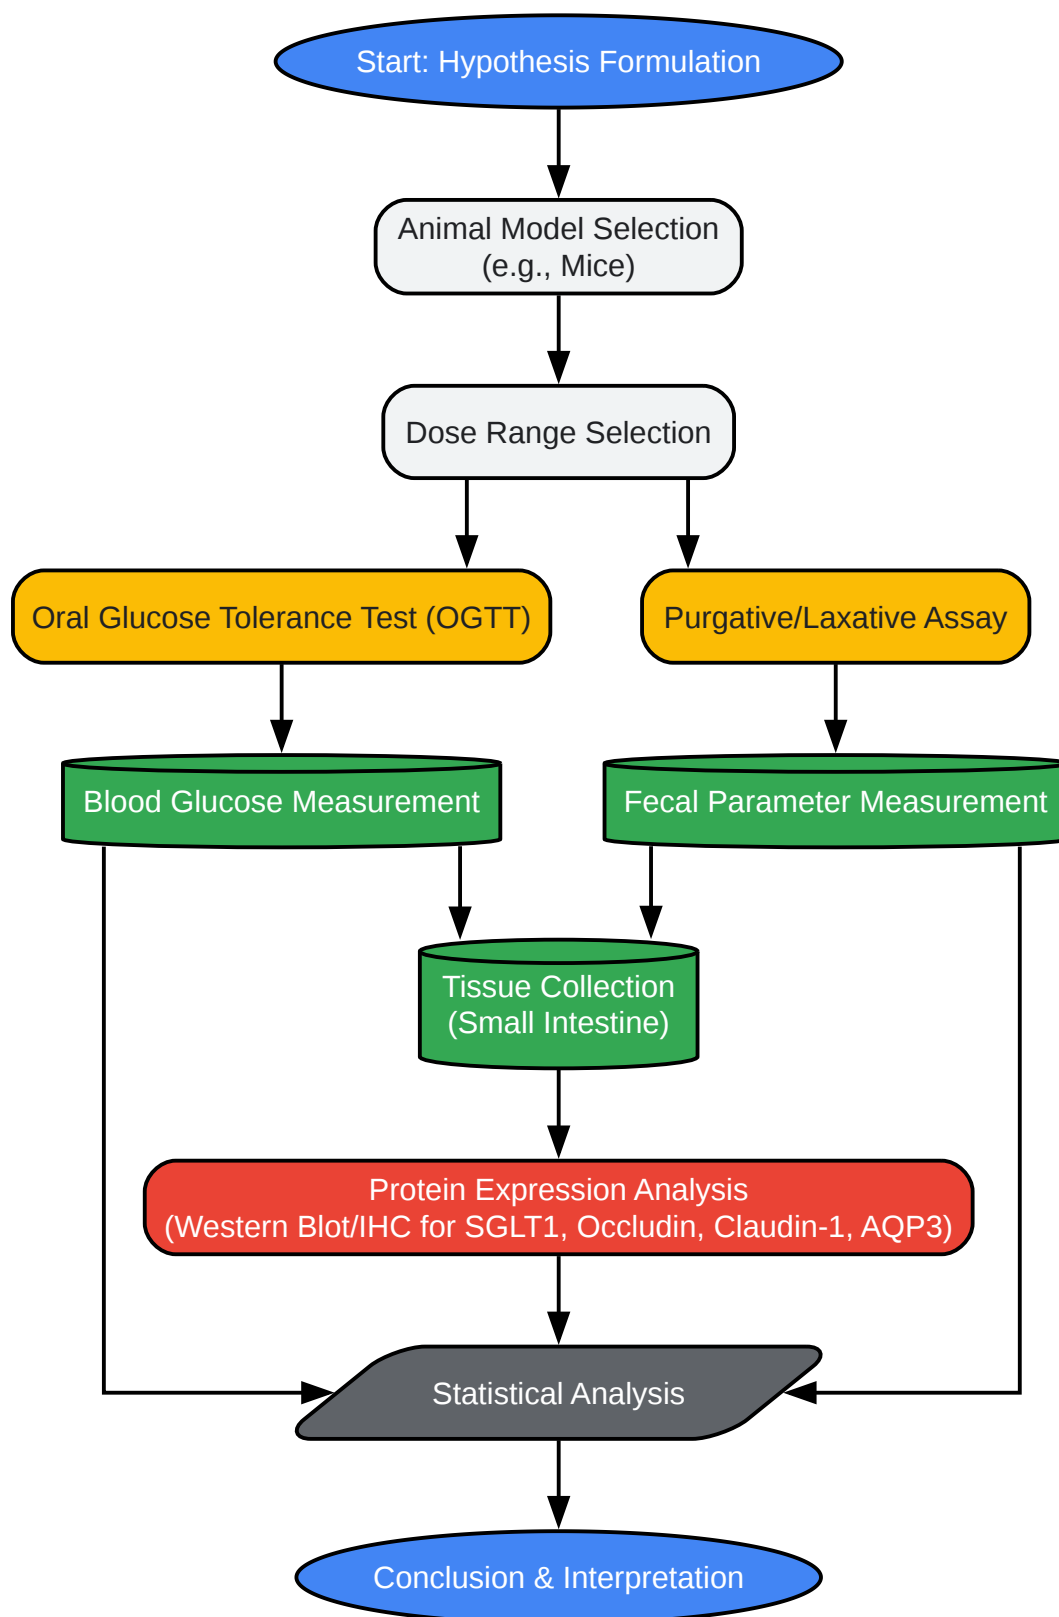 Start: Hypothesis Formulation
Animal Model Selection
(e.g., Mice)
Dose Range Selection
Oral Glucose Tolerance Test (OGTT)
Purgative/Laxative Assay
Blood Glucose Measurement
Fecal Parameter Measurement
Tissue Collection
(Small Intestine)
Protein Expression Analysis
(Western Blot/IHC for SGLT1, Occludin, Claudin-1, AQP3)
Statistical Analysis
Conclusion & Interpretation